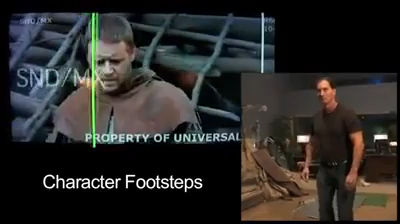 SND/MX
SND/MX
PROPERTY OF UNIVERSAL
Character Footsteps